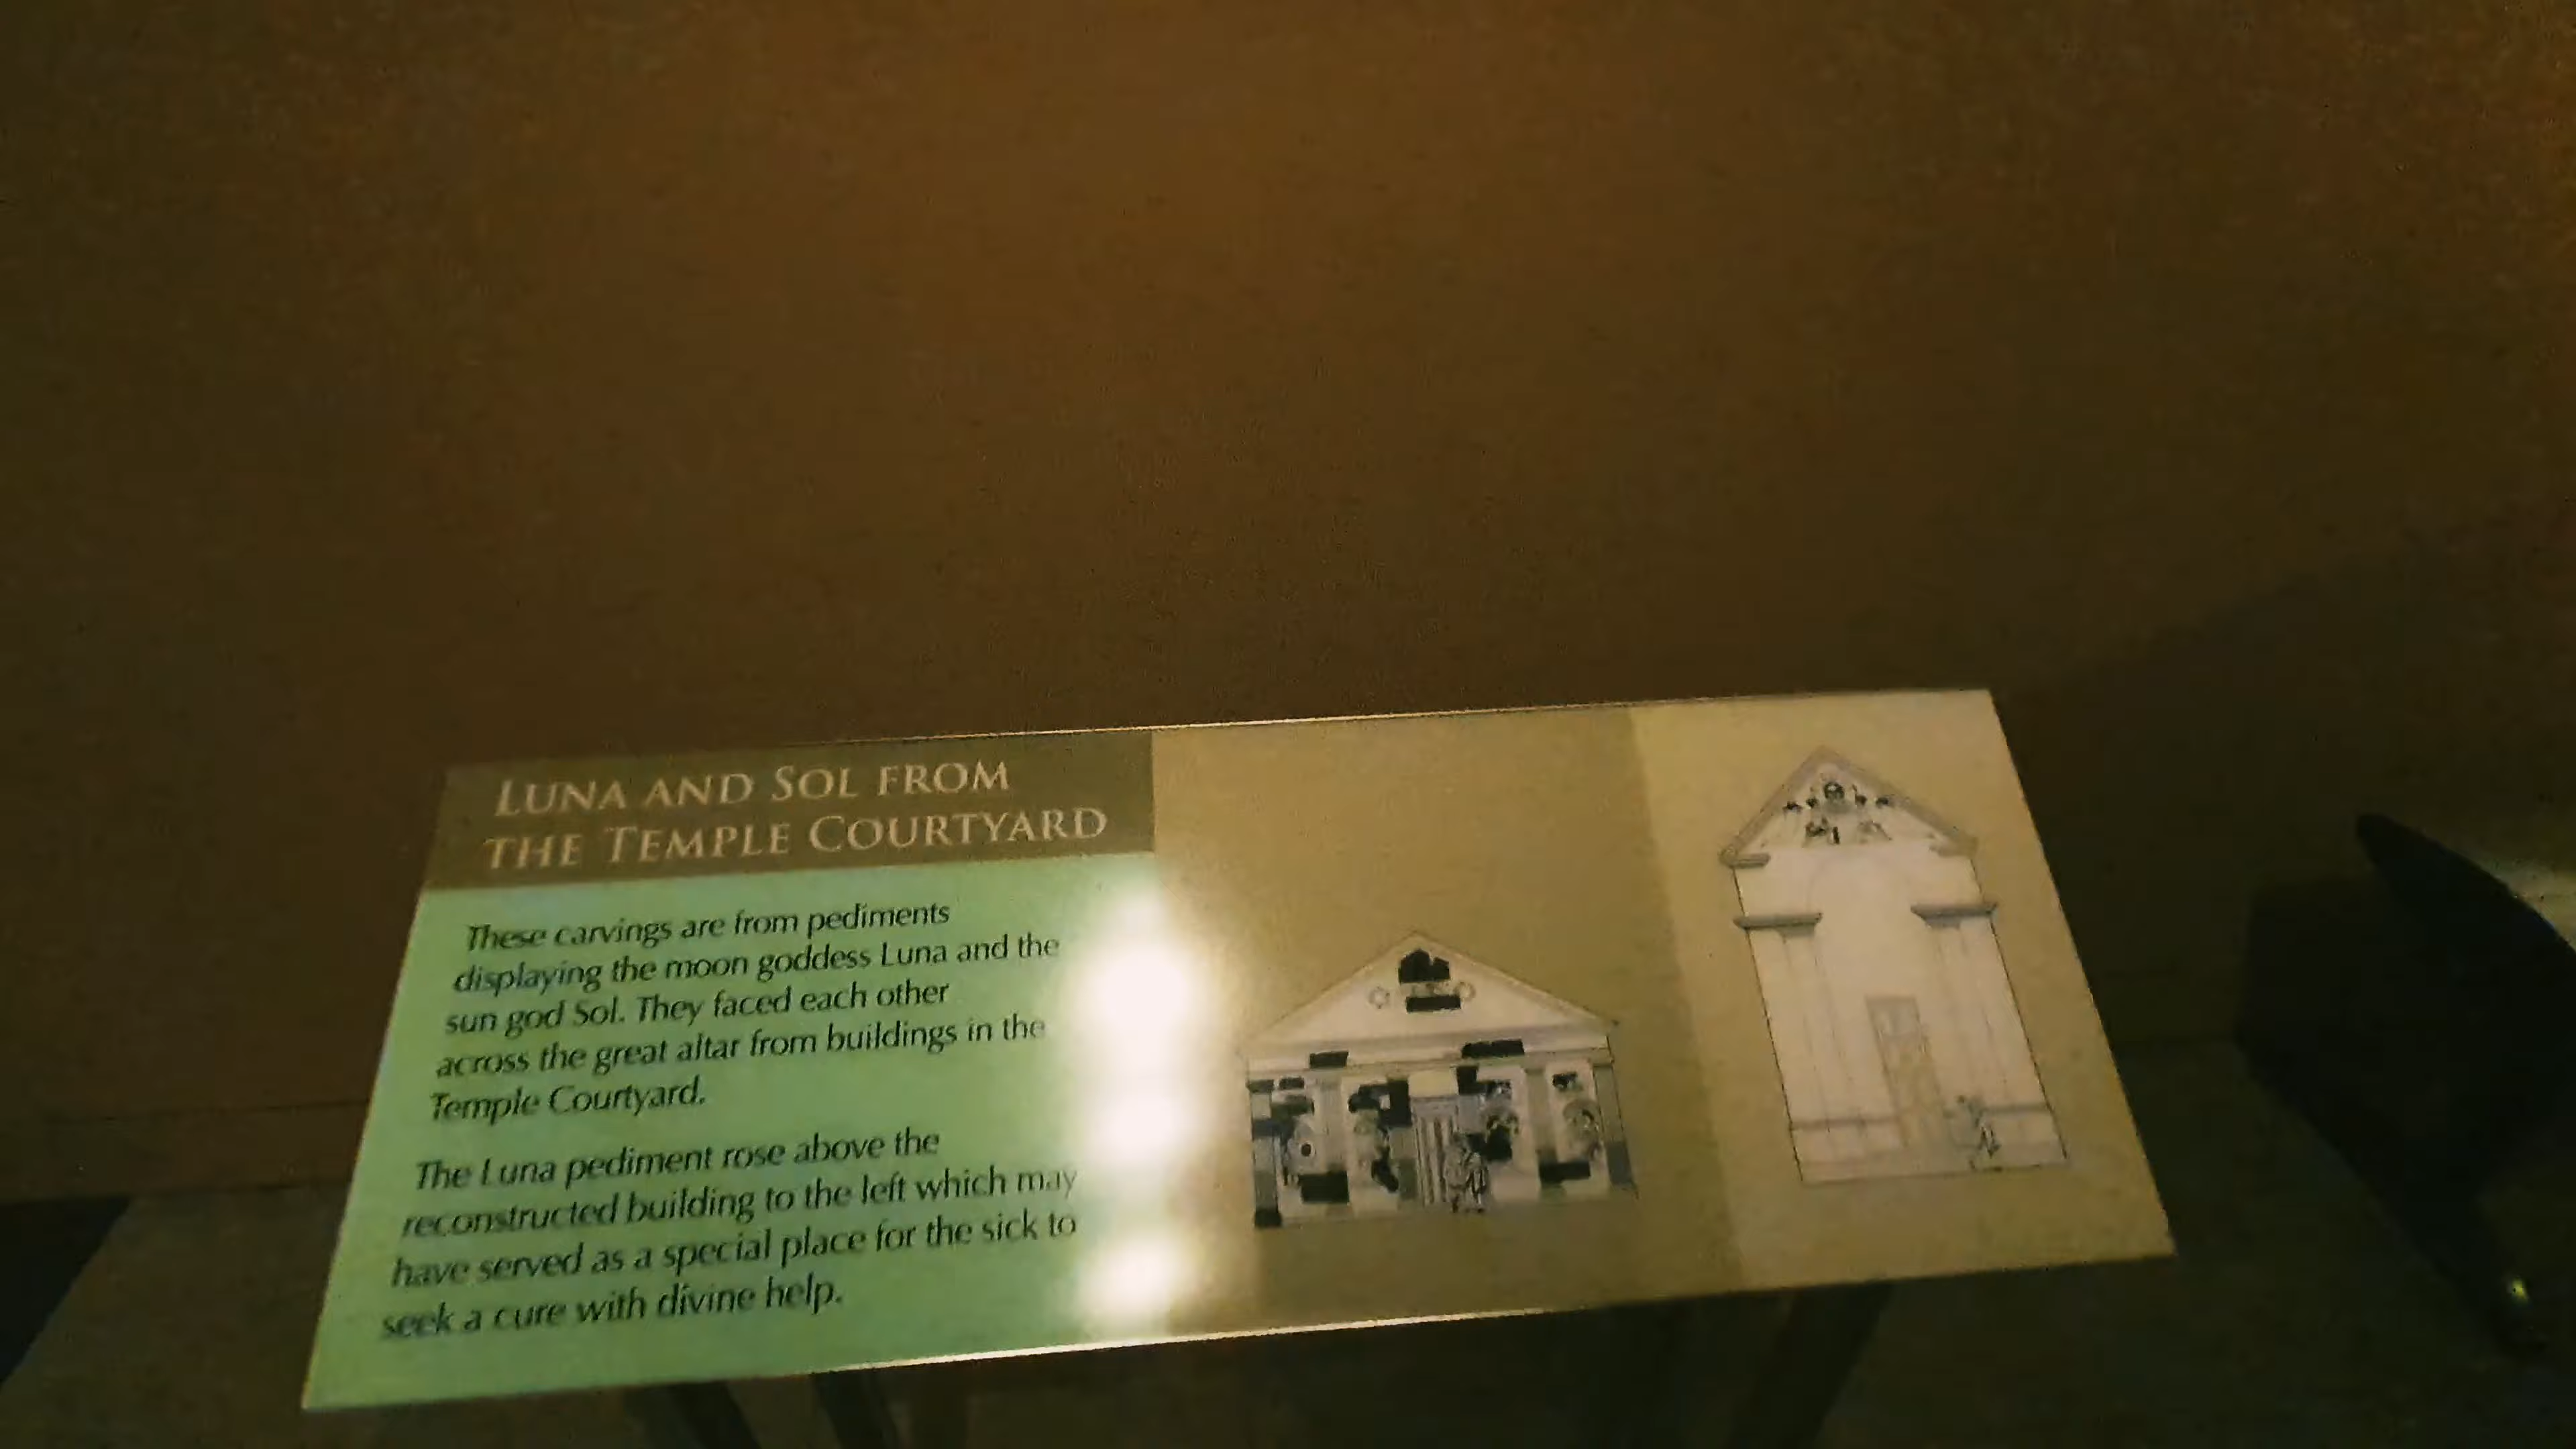 LUNA AND SOL FROM
THE TEMPLE COURTYARD
These carvings are from pediments
displaying the moon goddess Luna and the
sun god Sol. They faced each other
across the great altar from buildings in the
Temple Courtyard.
The Luna pediment rose above the
reconstructed building to the left which may
have served as a special place for the sick to
seek a cure with divine help.